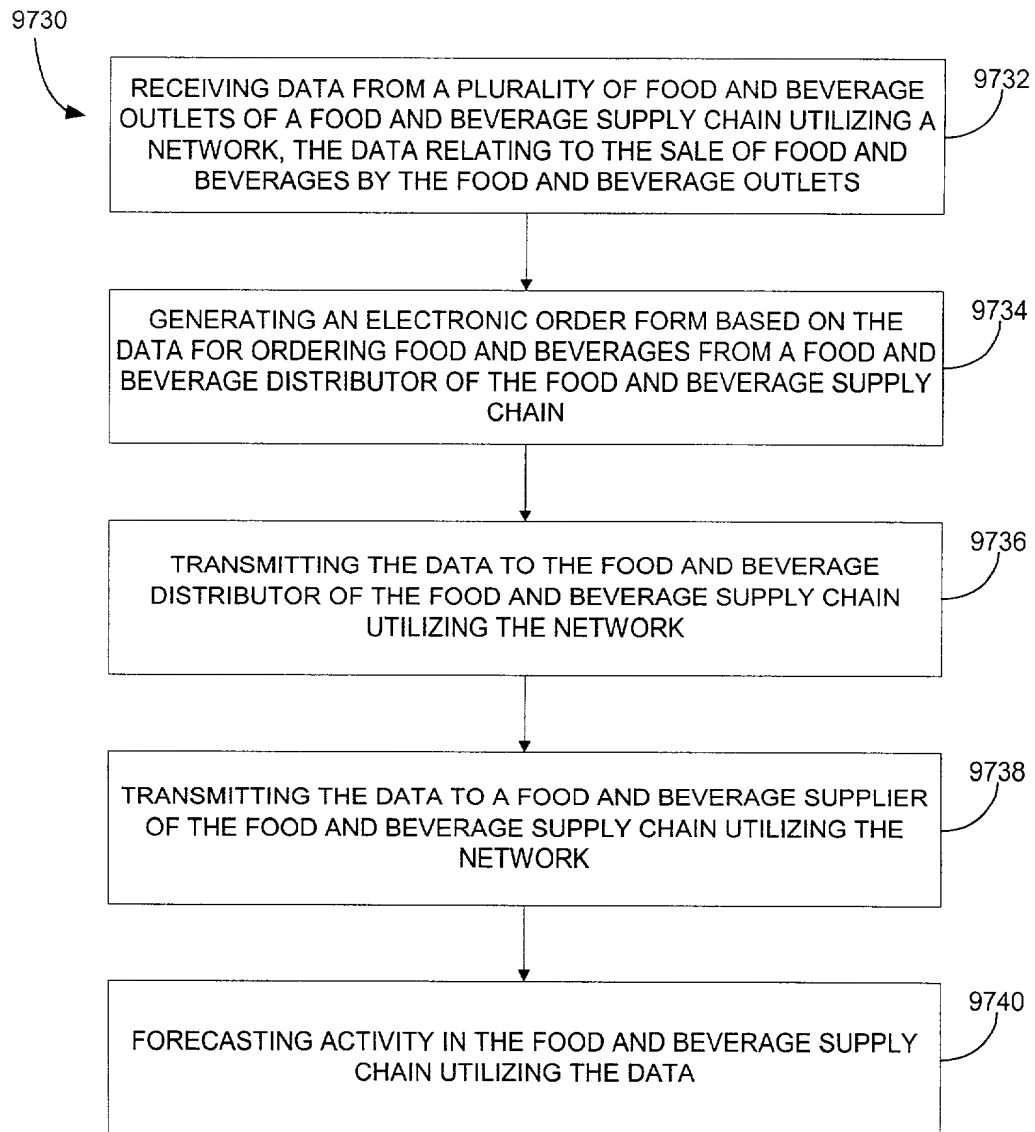 9730
9732
RECEIVING DATA FROM A PLURALITY OF FOOD AND BEVERAGE
OUTLETS OF A FOOD AND BEVERAGE SUPPLY CHAIN UTILIZING A
NETWORK, THE DATA RELATING TO THE SALE OF FOOD AND
BEVERAGES BY THE FOOD AND BEVERAGE OUTLETS
9734
GENERATING AN ELECTRONIC ORDER FORM BASED ON THE
DATA FOR ORDERING FOOD AND BEVERAGES FROM A FOOD AND
BEVERAGE DISTRIBUTOR OF THE FOOD AND BEVERAGE SUPPLY
CHAIN
9736
TRANSMITTING THE DATA TO THE FOOD AND BEVERAGE
DISTRIBUTOR OF THE FOOD AND BEVERAGE SUPPLY CHAIN
UTILIZING THE NETWORK
9738
TRANSMITTING THE DATA TO A FOOD AND BEVERAGE SUPPLIER
OF THE FOOD AND BEVERAGE SUPPLY CHAIN UTILIZING THE
NETWORK
9740
FORECASTING ACTIVITY IN THE FOOD AND BEVERAGE SUPPLY
CHAIN UTILIZING THE DATA